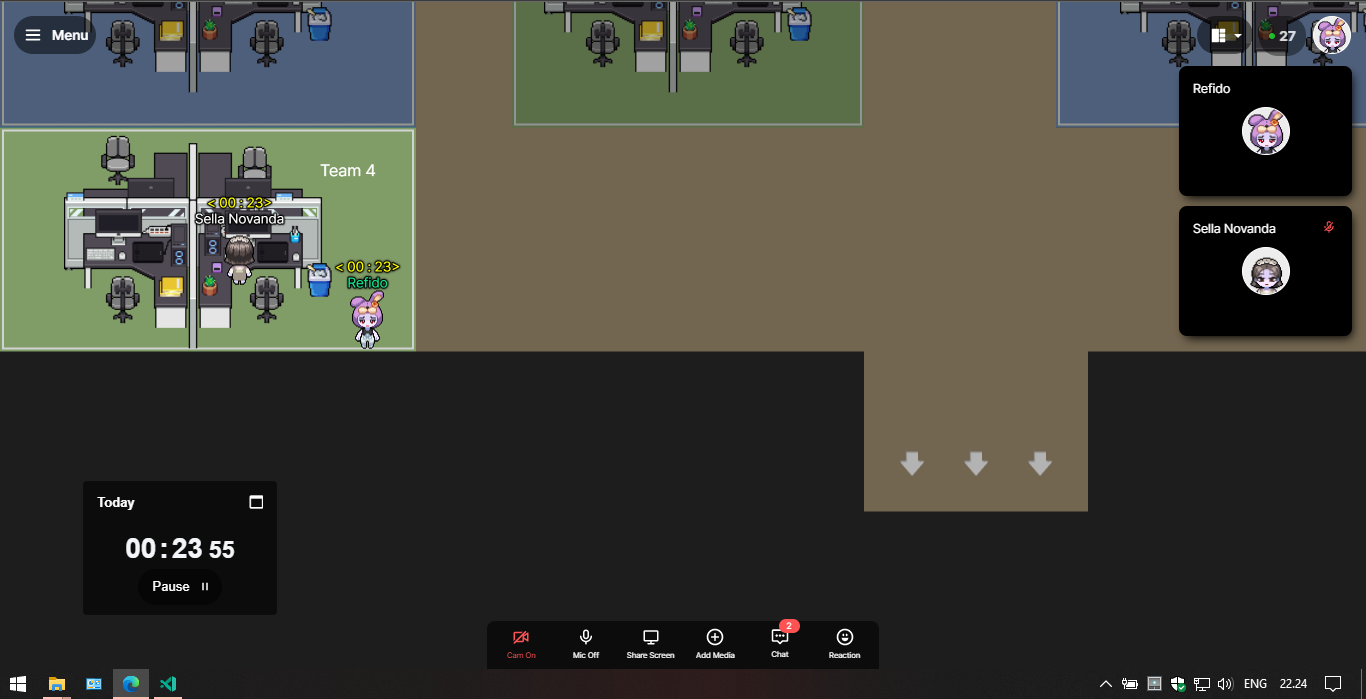 Menu
27
Refido
Team 4
< 00 : 23>
Sella Novanda
Sella Novanda
< 00 : 23>
Refido
Today
00 : 23 55
Pause
2
Cam On
Mic Off
Share Screen
Add Media
Chat
Reaction
ENG
22.24